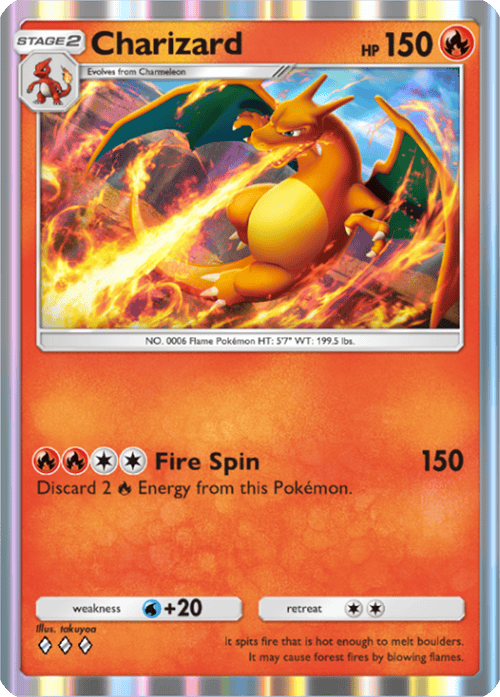 STAGE2 Charizard HP 150
Evolves from Charmeleon
NO. 0006 Flame Pokémon HT: 5'7" WT: 199.5 lbs.
Fire Spin 150
Discard 2 Energy from this Pokémon.
weakness +20 retreat
Illus. takuyoa
It spits fire that is hot enough to melt boulders.
It may cause forest fires by blowing flames.